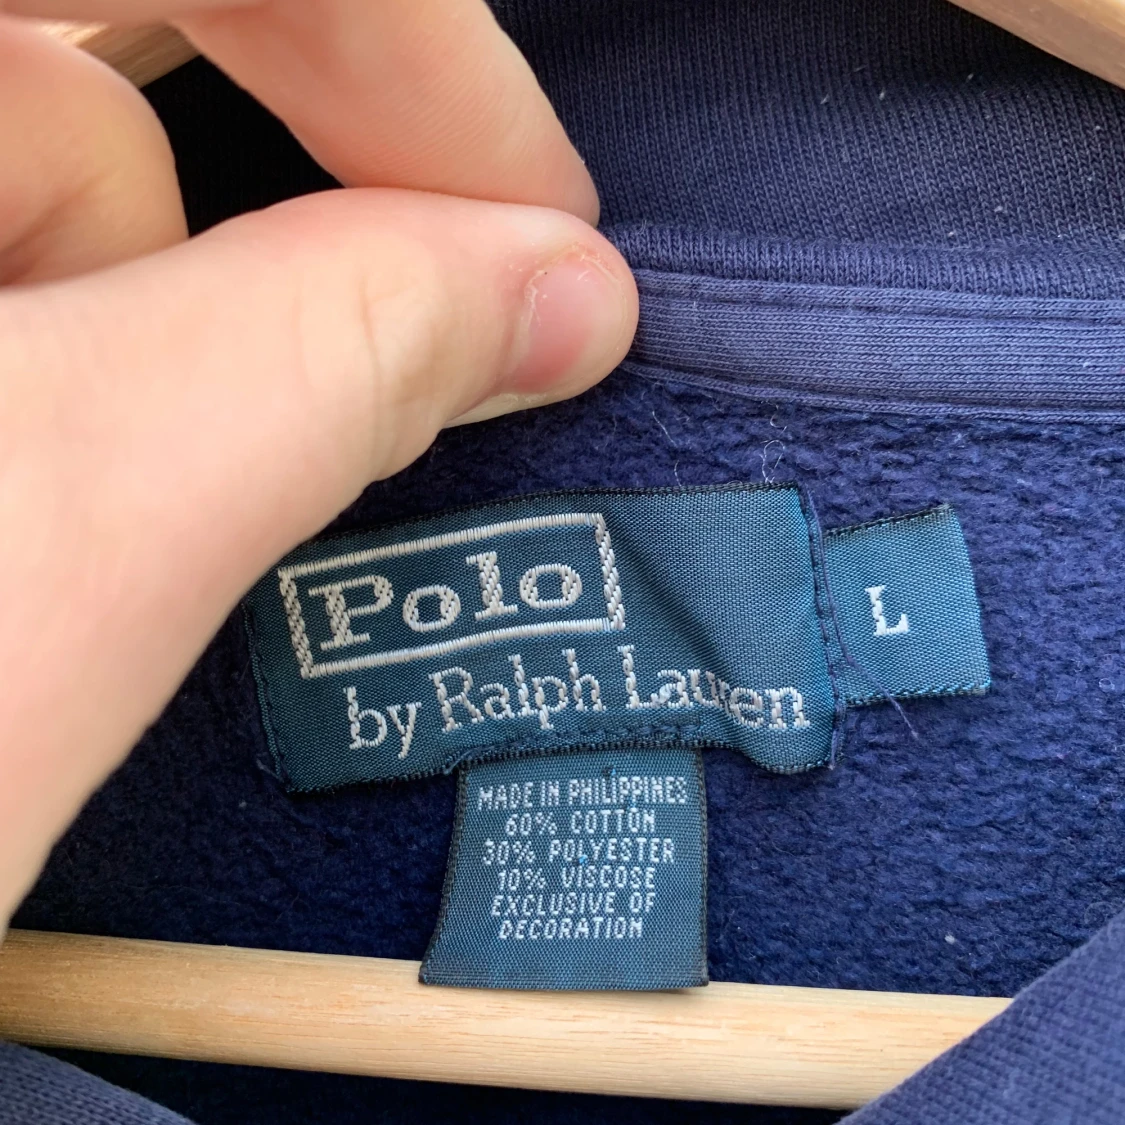 Polo
by Ralph Lauren
L
MADE IN PHILIPPINES
60% COTTON
30% POLYESTER
10% VISCOSE
EXCLUSIVE OF
DECORATION